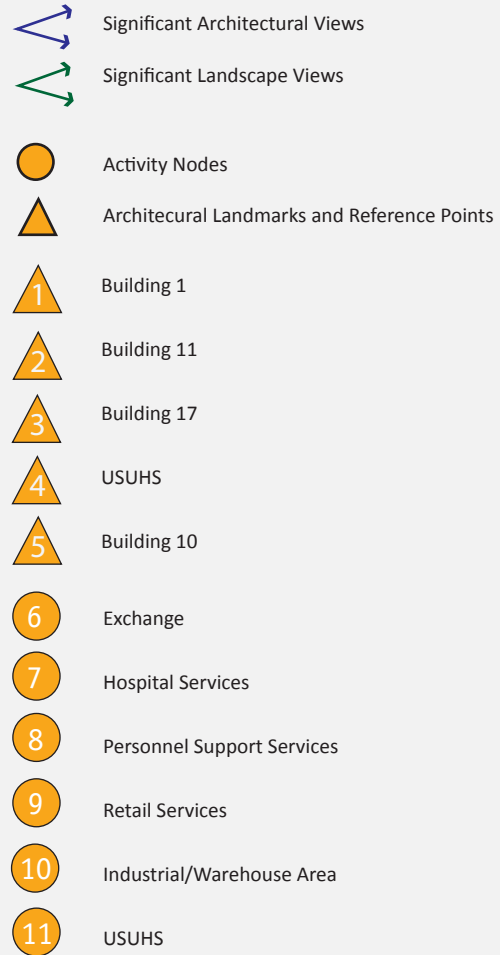 Significant Architectural Views
Significant Landscape Views
Activity Nodes
Architecural Landmarks and Reference Points
1 Building 1
2 Building 11
3 Building 17
4 USUHS
5 Building 10
6 Exchange
7 Hospital Services
8 Personnel Support Services
9 Retail Services
10 Industrial/Warehouse Area
11 USUHS